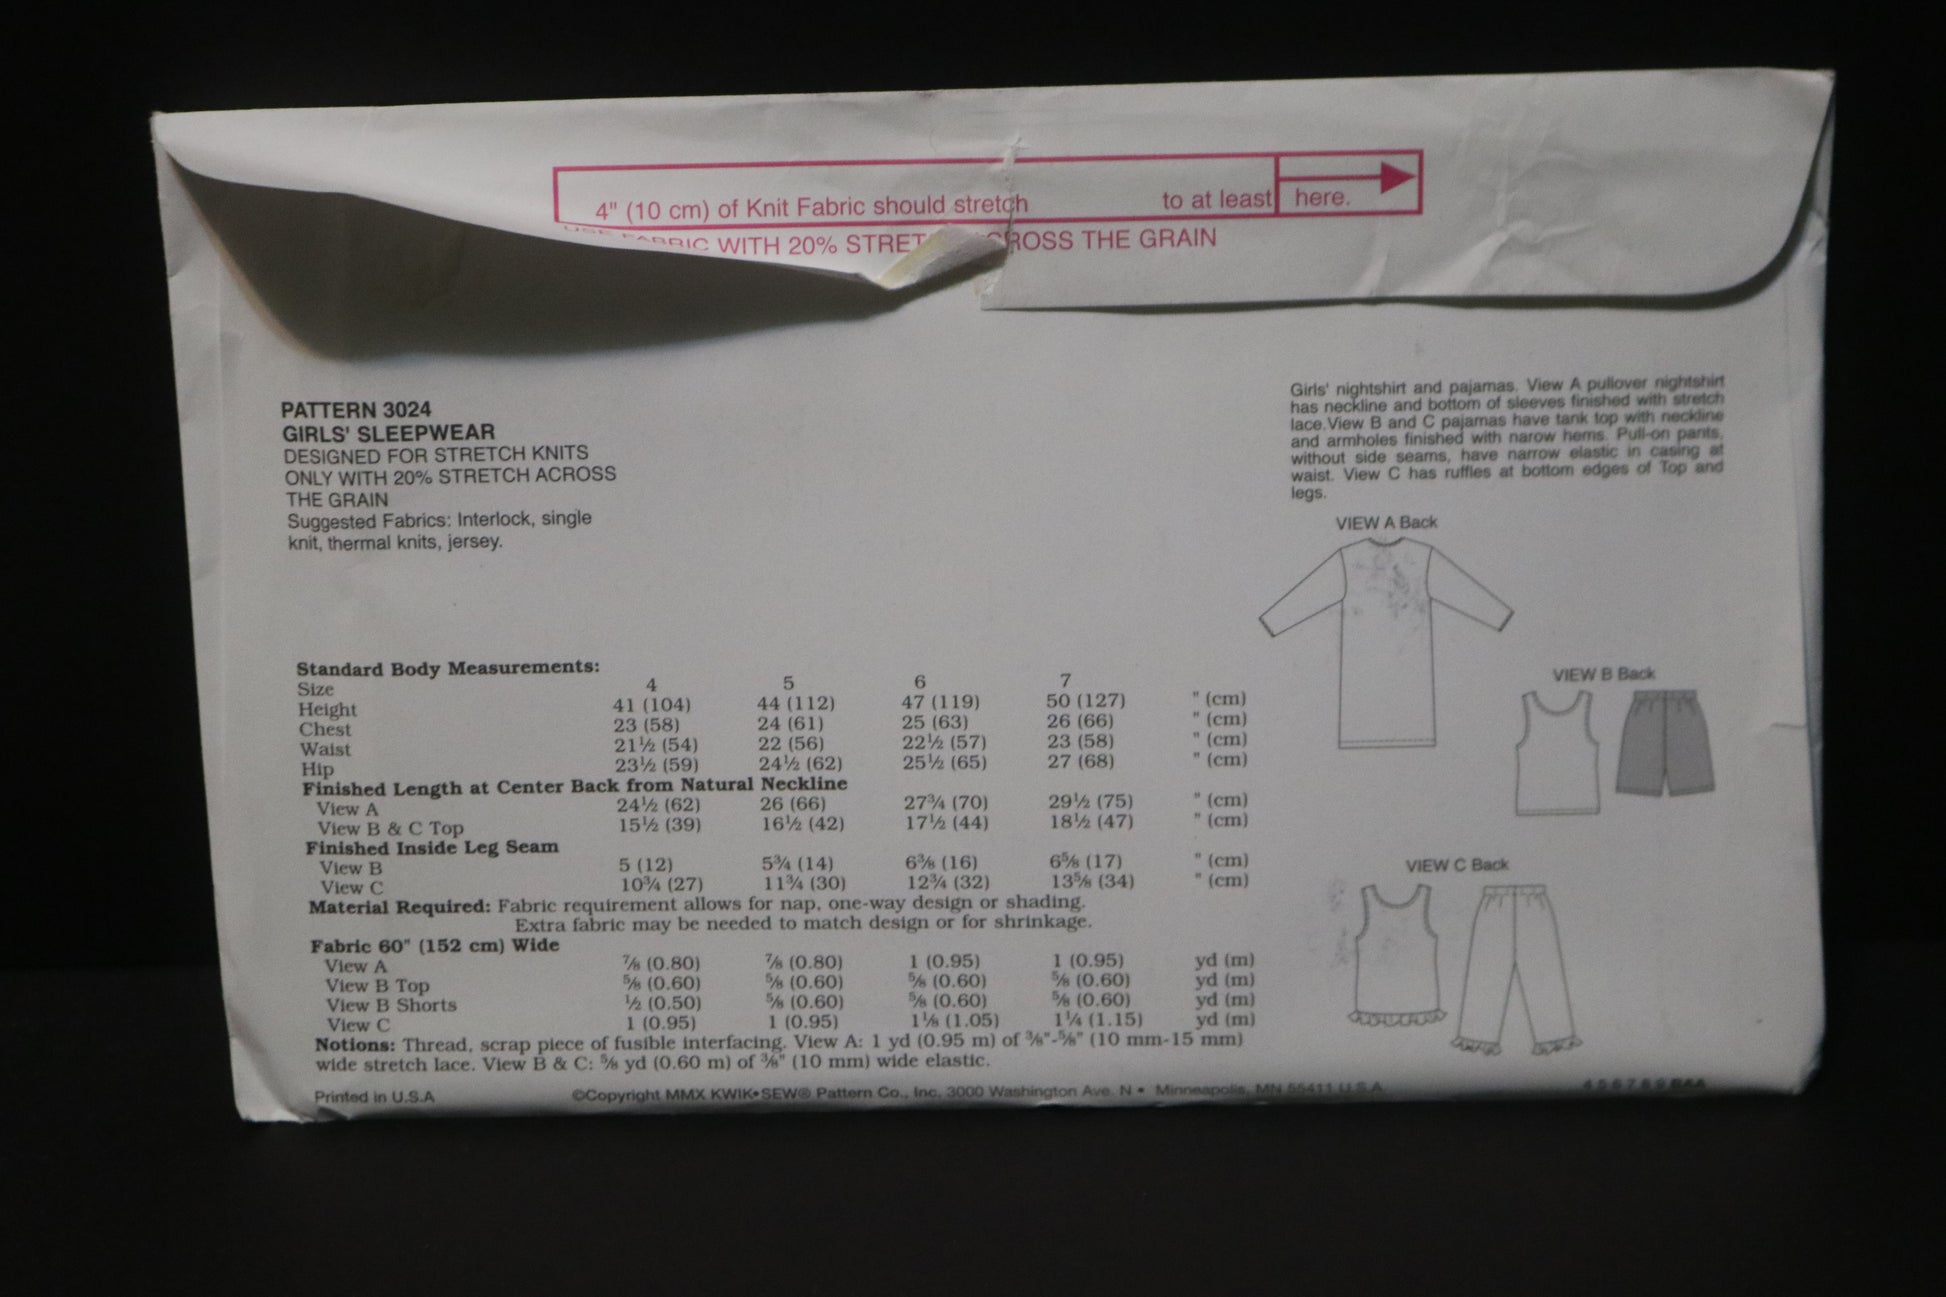 4" (10 cm) of Knit Fabric should stretch to at least here.
USE FABRIC WITH 20% STRET ROSS THE GRAIN
PATTERN 3024
GIRLS' SLEEPWEAR
DESIGNED FOR STRETCH KNITS
ONLY WITH 20% STRETCH ACROSS
THE GRAIN
Suggested Fabrics: Interlock, single
knit, thermal knits, jersey.
Girls' nightshirt and pajamas. View A pullover nightshirt
has neckline and bottom of sleeves finished with stretch
lace.View B and C pajamas have tank top with neckline
and armholes finished with narow hems. Pull-on pants,
without side seams, have narrow elastic in casing at
waist. View C has ruffles at bottom edges of Top and
legs.
VIEW A Back
VIEW B Back
VIEW C Back
Standard Body Measurements:
Size 4 5 6 7
Height 41 (104) 44 (112) 47 (119) 50 (127) " (cm)
Chest 23 (58) 24 (61) 25 (63) 26 (66) " (cm)
Waist 21½ (54) 22 (56) 22½ (57) 23 (58) " (cm)
Hip 23½ (59) 24½ (62) 25½ (65) 27 (68) " (cm)
Finished Length at Center Back from Natural Neckline
View A 24½ (62) 26 (66) 27¾ (70) 29½ (75) " (cm)
View B & C Top 15½ (39) 16½ (42) 17½ (44) 18½ (47) " (cm)
Finished Inside Leg Seam
View B 5 (12) 5¾ (14) 6⅜ (16) 6⅝ (17) " (cm)
View C 10¾ (27) 11¾ (30) 12¾ (32) 13⅝ (34) " (cm)
Material Required: Fabric requirement allows for nap, one-way design or shading.
Extra fabric may be needed to match design or for shrinkage.
Fabric 60" (152 cm) Wide
View A ⅞ (0.80) ⅞ (0.80) 1 (0.95) 1 (0.95) yd (m)
View B Top ⅝ (0.60) ⅝ (0.60) ⅝ (0.60) ⅝ (0.60) yd (m)
View B Shorts ½ (0.50) ⅝ (0.60) ⅝ (0.60) ⅝ (0.60) yd (m)
View C 1 (0.95) 1 (0.95) 1⅛ (1.05) 1¼ (1.15) yd (m)
Notions: Thread, scrap piece of fusible interfacing. View A: 1 yd (0.95 m) of ⅜"-⅝" (10 mm-15 mm)
wide stretch lace. View B & C: ⅝ yd (0.60 m) of ⅜" (10 mm) wide elastic.
Printed in U.S.A ©Copyright MMX KWIK•SEW® Pattern Co., Inc. 3000 Washington Ave. N • Minneapolis, MN 55411 U.S.A.